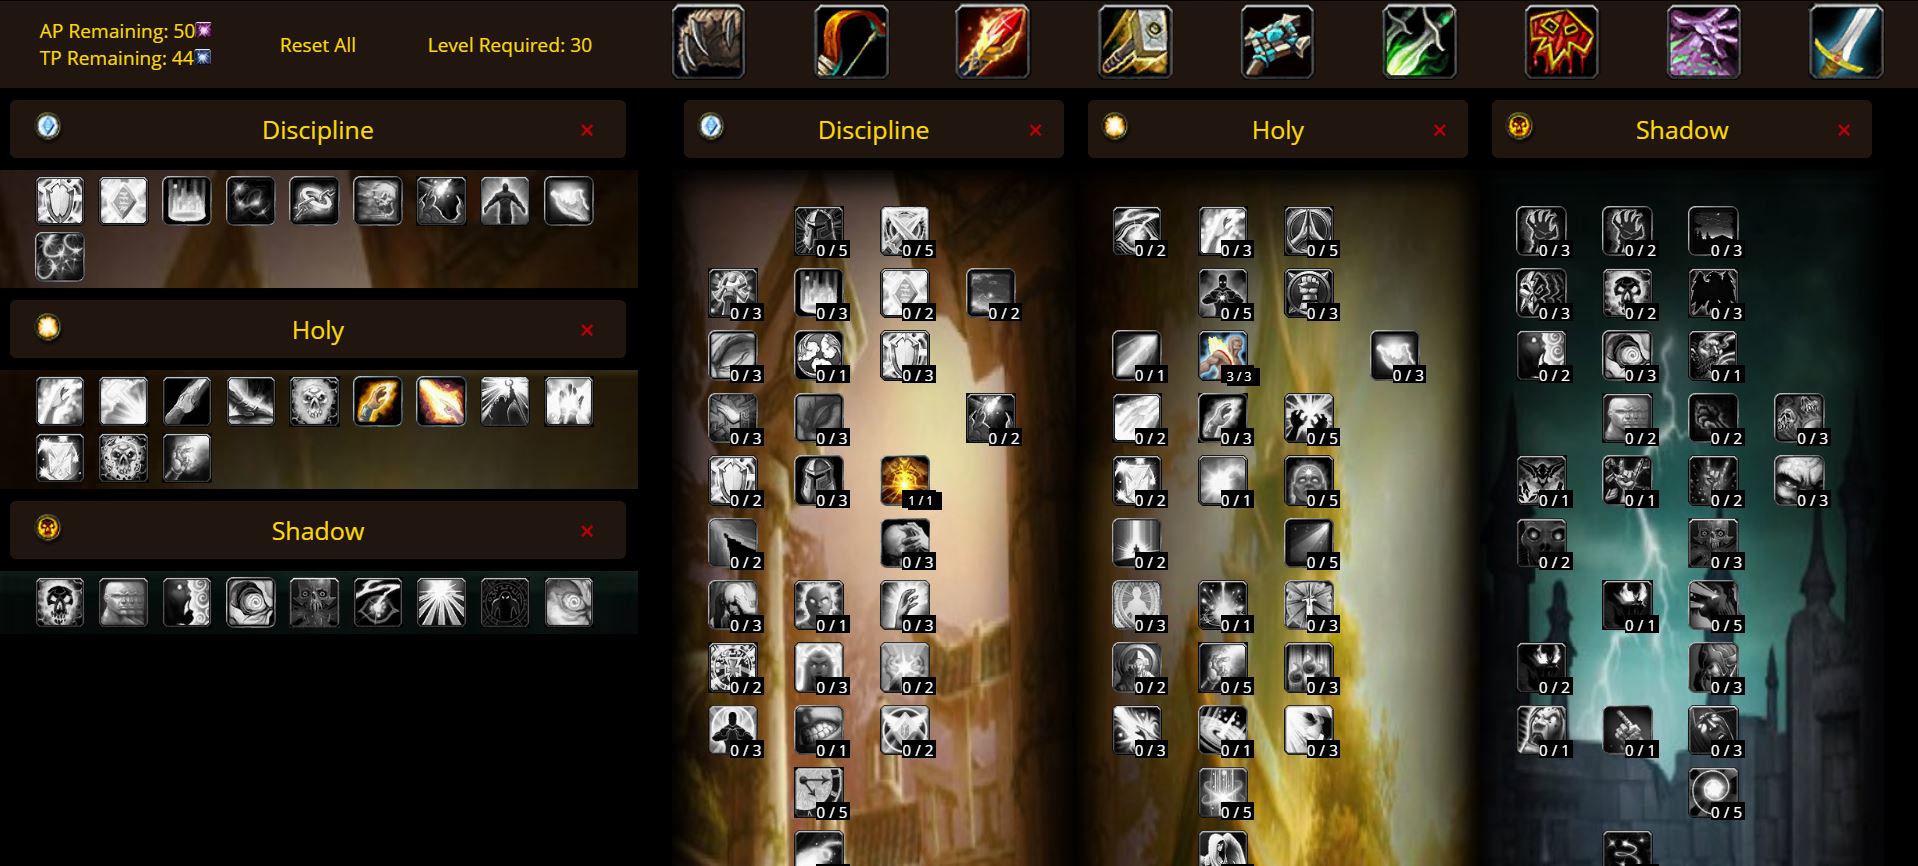 AP Remaining: 50
TP Remaining: 44
Reset All
Level Required: 30
Discipline ×
Holy ×
Shadow ×
Discipline ×
0 / 5 0 / 5
0 / 3 0 / 3 0 / 2 0 / 2
0 / 3 0 / 1 0 / 3
0 / 3 0 / 3 0 / 2
0 / 2 0 / 3 1 / 1
0 / 2 0 / 3
0 / 3 0 / 1 0 / 3
0 / 2 0 / 3 0 / 2
0 / 3 0 / 1 0 / 2
0 / 5
Holy ×
0 / 2 0 / 3 0 / 5
0 / 5 0 / 3
0 / 1 3 / 3 0 / 3
0 / 2 0 / 3 0 / 5
0 / 2 0 / 1 0 / 5
0 / 2 0 / 5
0 / 3 0 / 1 0 / 3
0 / 2 0 / 5 0 / 3
0 / 3 0 / 1 0 / 3
0 / 5
Shadow ×
0 / 3 0 / 2 0 / 3
0 / 3 0 / 2 0 / 3
0 / 2 0 / 3 0 / 1
0 / 2 0 / 2 0 / 3
0 / 1 0 / 1 0 / 2 0 / 3
0 / 2 0 / 3
0 / 1 0 / 5
0 / 2 0 / 3
0 / 1 0 / 1 0 / 3
0 / 5